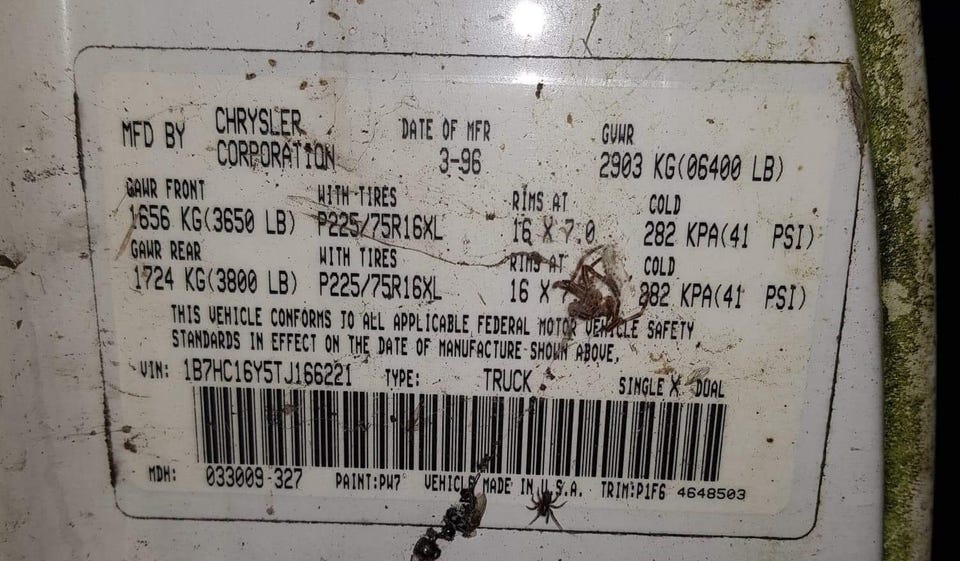 MFD BY CHRYSLER CORPORATION DATE OF MFR 3-96 GVWR 2903 KG(06400 LB)
GAWR FRONT WITH TIRES RIMS AT COLD
1656 KG(3650 LB) P225/75R16XL 16 X 7.0 282 KPA(41 PSI)
GAWR REAR WITH TIRES RIMS AT COLD
1724 KG(3800 LB) P225/75R16XL 16 X 282 KPA(41 PSI)
THIS VEHICLE CONFORMS TO ALL APPLICABLE FEDERAL MOTOR VEHICLE SAFETY
STANDARDS IN EFFECT ON THE DATE OF MANUFACTURE SHOWN ABOVE.
VIN: 1B7HC16Y5TJ166221 TYPE: TRUCK SINGLE X DUAL
MDH: 033009-327 PAINT:PW7 VEHICLE MADE IN U.S.A. TRIM:P1F6 4648503